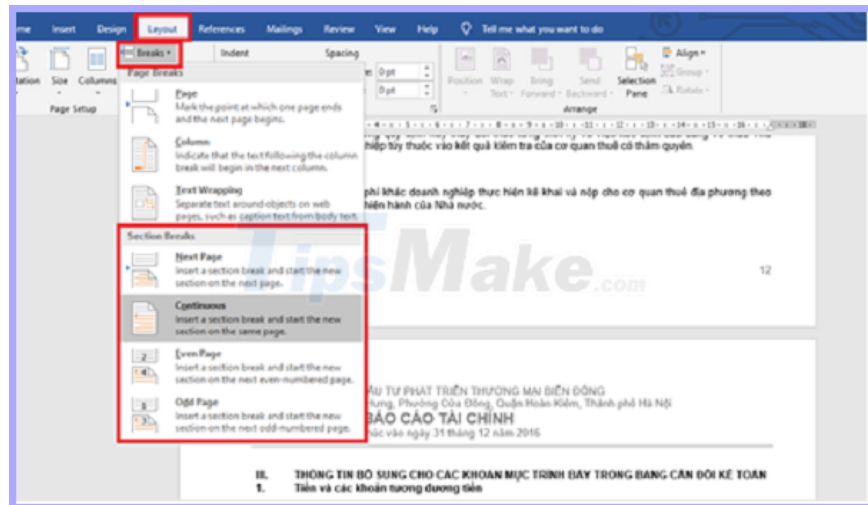 me Insert Design Layout References Mailings Review View Help Tell me what you want to do
Breaks Indent Spacing Align
tation Size Columns 0 pt Position Wrap Bring Send Selection Group
0 pt Text Forward Backward Pane Rotate
Page Setup Arrange
Page Breaks
Page
Mark the point at which one page ends
and the next page begins.
Column
Indicate that the text following the column
break will begin in the next column.
Text Wrapping
Separate text around objects on web
pages, such as caption text from body text.
Section Breaks
Next Page
Insert a section break and start the new
section on the next page.
Continuous
Insert a section break and start the new
section on the same page.
Even Page
Insert a section break and start the new
section on the next even-numbered page.
Odd Page
Insert a section break and start the new
section on the next odd-numbered page.
hiệp tùy thuộc vào kết quả kiểm tra của cơ quan thuế có thẩm quyền.
phí khác doanh nghiệp thực hiện kê khai và nộp cho cơ quan thuế địa phương theo
hiện hành của Nhà nước.
TipsMake.com
12
ẦU TƯ PHÁT TRIỂN THƯƠNG MẠI BIỂN ĐÔNG
Hưng, Phường Cửa Đông, Quận Hoàn Kiếm, Thành phố Hà Nội
BÁO CÁO TÀI CHÍNH
húc vào ngày 31 tháng 12 năm 2016
III. THÔNG TIN BỔ SUNG CHO CÁC KHOẢN MỤC TRÌNH BÀY TRONG BẢNG CÂN ĐỐI KẾ TOÁN
1. Tiền và các khoản tương đương tiền